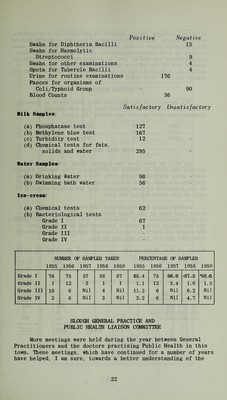 Positive Negative
Swabs for Diphtheria Bacilli 15
Swabs for Haemolytic
Streptococci 9
Swabs for other examinations 4
Sputa for Tubercle Bacilli 4
Urine for routine examinations 176
Faeces for organisms of
Coli/Typhoid Group - 90
Blood Counts 36
Satisfactory Unsatisfactory
Milk Samples:
(a) Phosphatase test 127
(b) Methylene blue test 167
(c) Turbidity test 12 -
(d) Chemical tests for fats,
solids and water 295
Water Samples:
(a) Drinking Water 98
(b) Swimming bath water 56
Ice-cream:
(a) Chemical tests 62
(b) Bacteriological tests
Grade I 67
Grade II 1
Grade III
Grade IV
NUMBER OF SAMPLES TAKEN PERCENTAGE OF SAMPLES
1955 1956 1957 1958 1959 1955 1956 1957 1958 1959
Grade I 76 75 57 58 67 85.4 75
Grade II 1 12 2 1 1 1.1 12 2.4 1.6 1.5
Grade III 10 6 Nil 4 Nil 11.2 6 Nil 6.2 Nil
Grade IV 2 6 Nil 3 Nil 2.2 6 Nil 4.7 Nil
SLOUGH GENERAL PRACTICE AND
PUBLIC HEALTH LIAISON COMMITTEE
More meetings were held during the year between General
Practitioners and the doctors practising Public Health in this
town. These meetings, which have continued for a number of years
have helped, I am sure, towards a better understanding of the
22